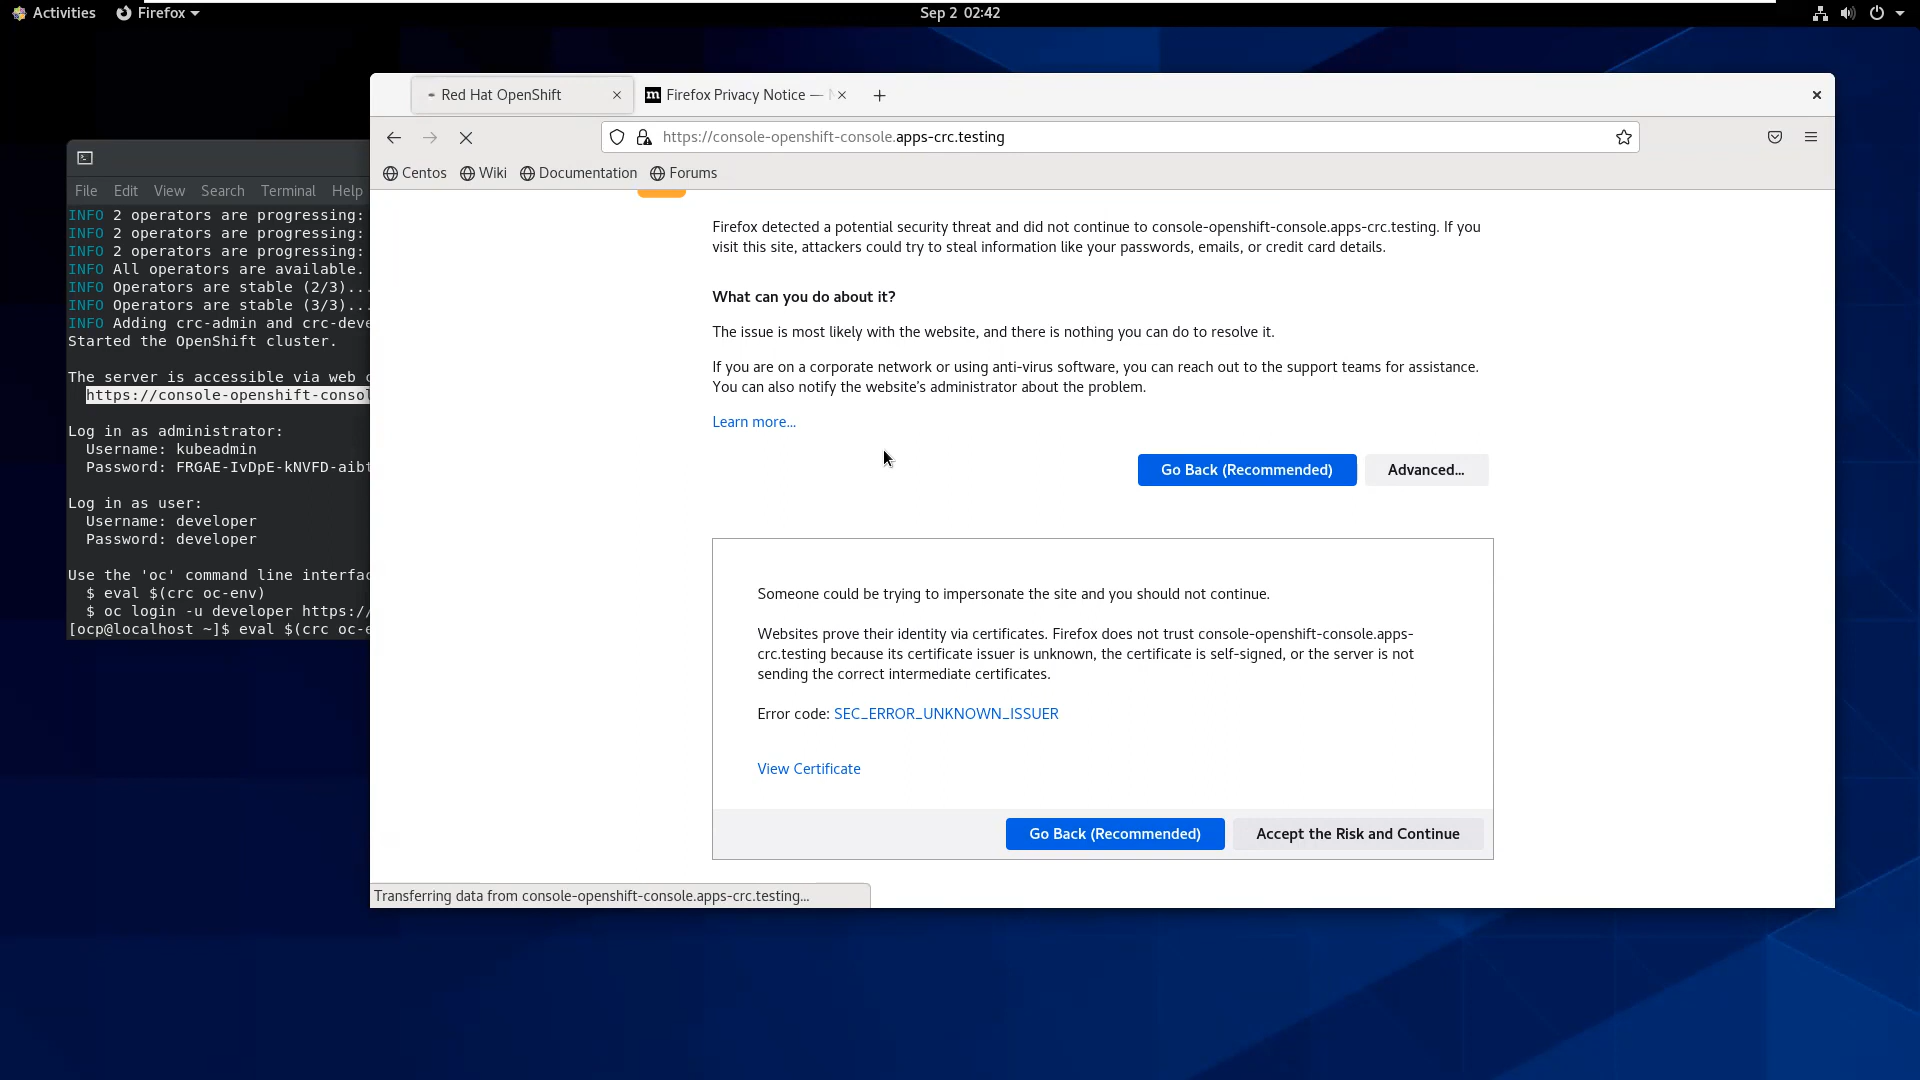 Activities
Firefox
Sep 2 02:42
Red Hat OpenShift
Firefox Privacy Notice —
https://console-openshift-console.apps-crc.testing
Centos
Wiki
Documentation
Forums
File Edit View Search Terminal Help
INFO 2 operators are progressing:
INFO 2 operators are progressing:
INFO 2 operators are progressing:
INFO All operators are available.
INFO Operators are stable (2/3)...
INFO Operators are stable (3/3)...
INFO Adding crc-admin and crc-deve
Started the OpenShift cluster.
The server is accessible via web c
https://console-openshift-consol
Log in as administrator:
Username: kubeadmin
Password: FRGAE-IvDpE-kNVFD-aibt
Log in as user:
Username: developer
Password: developer
Use the 'oc' command line interfac
$ eval $(crc oc-env)
$ oc login -u developer https://
[ocp@localhost ~]$ eval $(crc oc-e
Firefox detected a potential security threat and did not continue to console-openshift-console.apps-crc.testing. If you
visit this site, attackers could try to steal information like your passwords, emails, or credit card details.
What can you do about it?
The issue is most likely with the website, and there is nothing you can do to resolve it.
If you are on a corporate network or using anti-virus software, you can reach out to the support teams for assistance.
You can also notify the website's administrator about the problem.
Learn more...
Go Back (Recommended)
Advanced...
Someone could be trying to impersonate the site and you should not continue.
Websites prove their identity via certificates. Firefox does not trust console-openshift-console.apps-
crc.testing because its certificate issuer is unknown, the certificate is self-signed, or the server is not
sending the correct intermediate certificates.
Error code: SEC_ERROR_UNKNOWN_ISSUER
View Certificate
Go Back (Recommended)
Accept the Risk and Continue
Transferring data from console-openshift-console.apps-crc.testing...